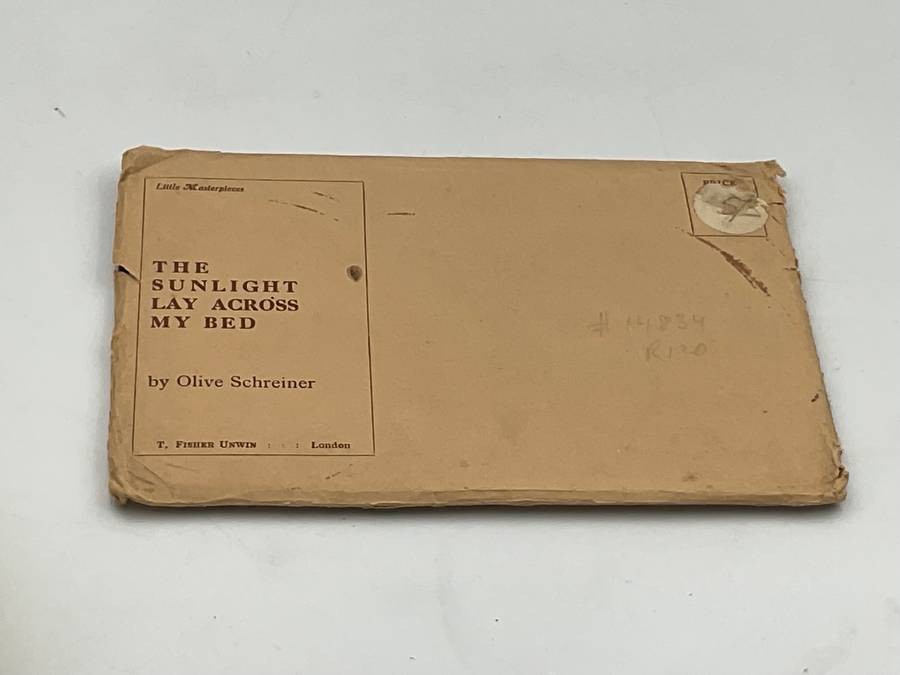 Little Masterpieces
PRICE
THE
SUNLIGHT
LAY ACROSS
MY BED
# 14834
R120
by Olive Schreiner
T. FISHER UNWIN : : : London